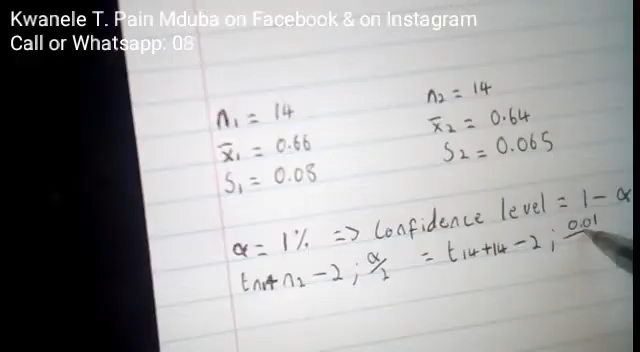 Kwanele T. Pain Mduba on Facebook & on Instagram
Call or Whatsapp: 08
n₁ = 14
x̄₁ = 0.66
S₁ = 0.08
n₂ = 14
x̄₂ = 0.64
S₂ = 0.065
α = 1% => Confidence level = 1 - α
tn₁+n₂-2; α/2 = t14+14-2; 0.01